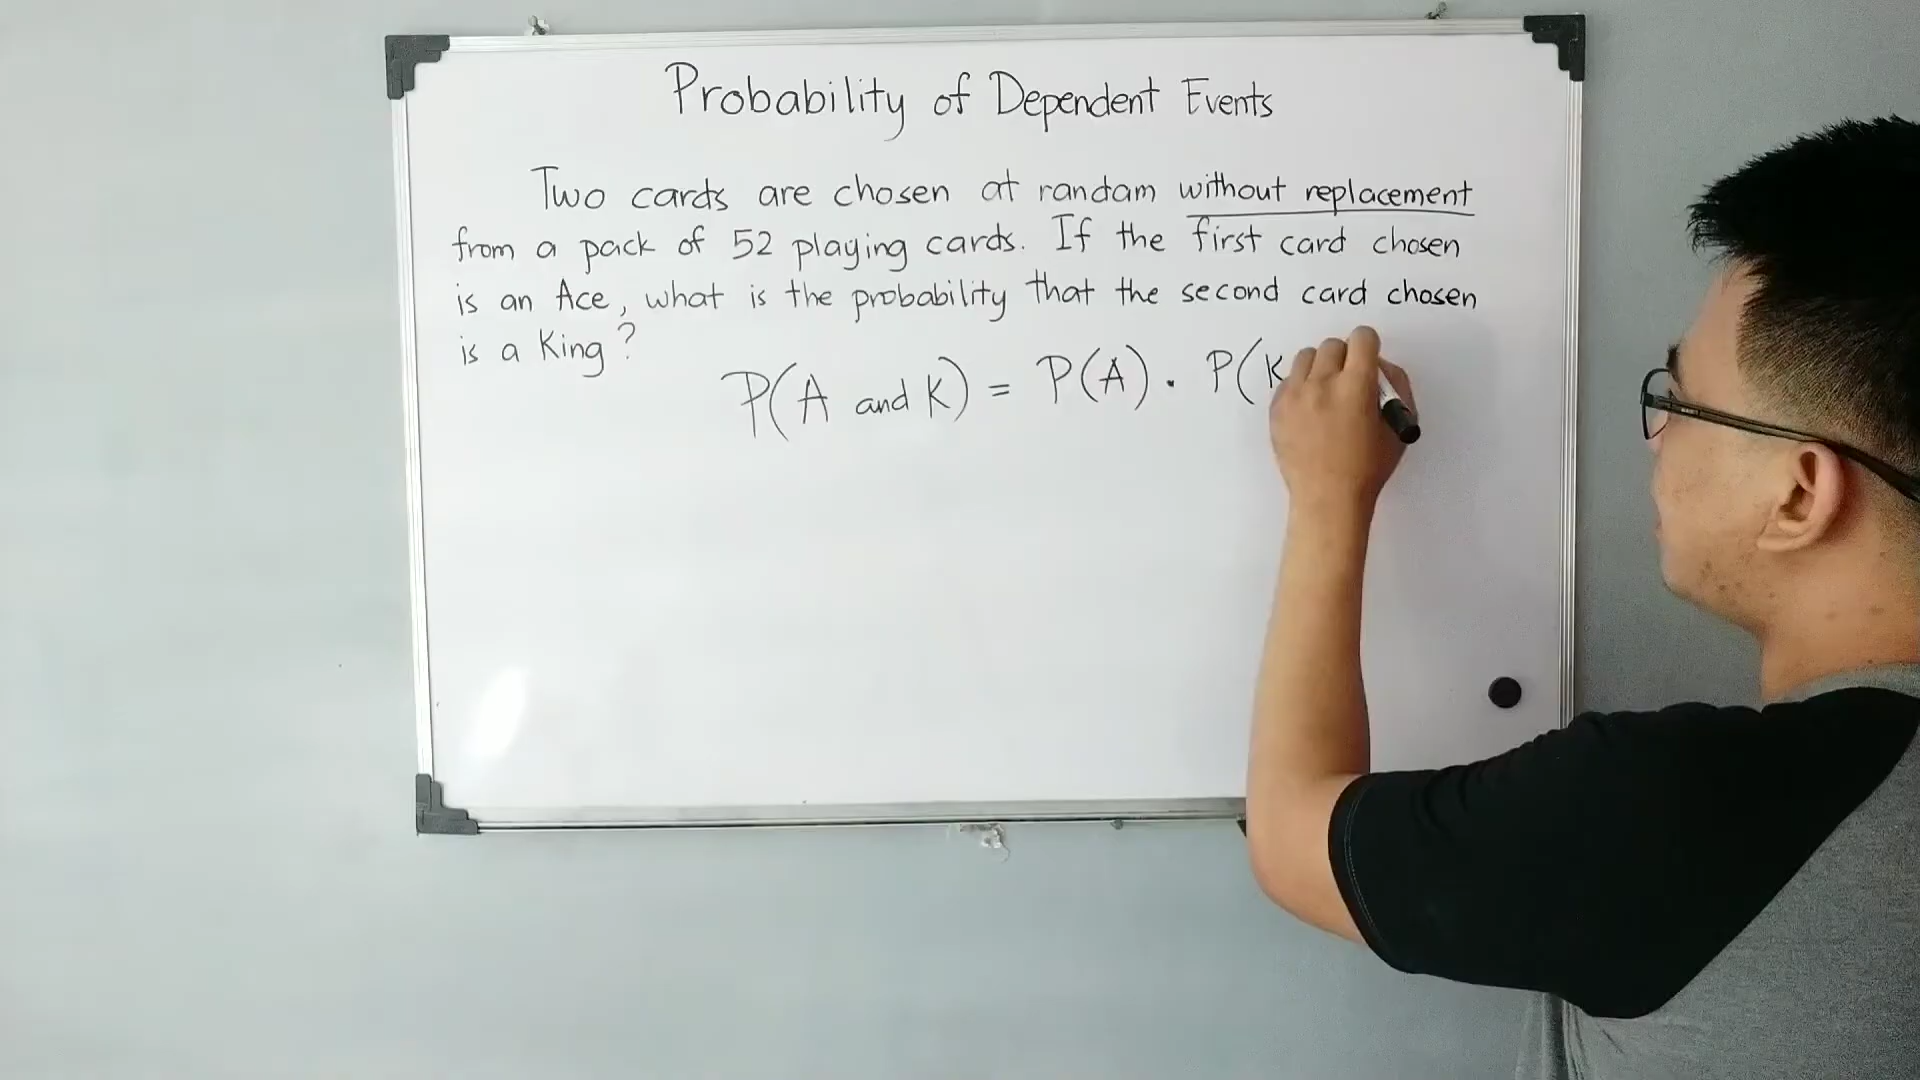 Probability of Dependent Events
Two cards are chosen at randam without replacement
from a pack of 52 playing cards. If the first card chosen
is an Ace, what is the probability that the second card chosen
is a King?
P(A and K) = P(A) · P(K